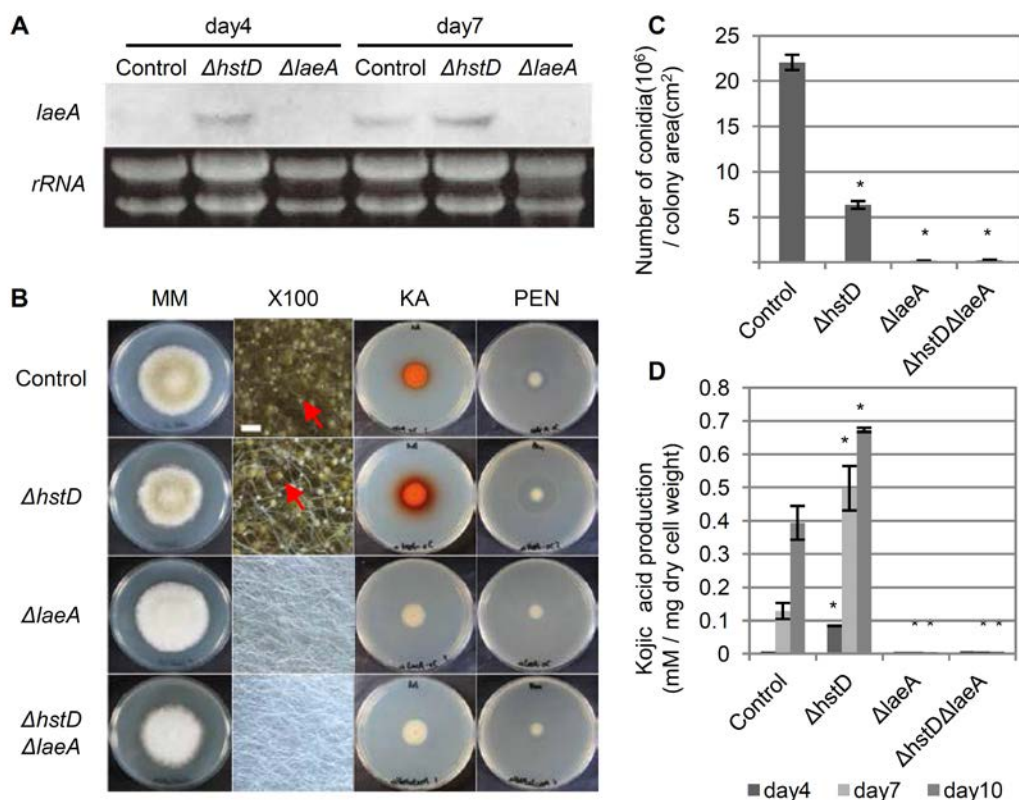 A
day4 day7
Control ΔhstD ΔlaeA Control ΔhstD ΔlaeA
laeA
rRNA
B
MM X100 KA PEN
Control
ΔhstD
ΔlaeA
ΔhstD
ΔlaeA
C
Number of conidia(10⁶)
/ colony area(cm²)
25
20
15
10
5
*
* *
Control ΔhstD ΔlaeA ΔhstDΔlaeA
D
Kojic acid production
(mM / mg dry cell weight)
0.8
0.7
0.6
0.5
0.4
0.3
0.2
0.1
0
* * *
* * * *
Control ΔhstD ΔlaeA ΔhstDΔlaeA
day4 day7 day10